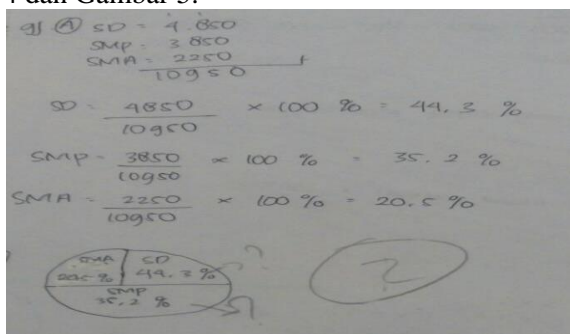 4 dan Gambar 5.
9) A SD = 4.850
SMP = 3 850
SMA = 2250 +
10950
SD = 4850 / 10950 × 100 % = 44.3 %
SMP = 3850 / 10950 × 100 % = 35.2 %
SMA = 2250 / 10950 × 100 % = 20.5 %
SMA SD ?
20.5 % 44.3 %
SMP
35.2 % ?
2